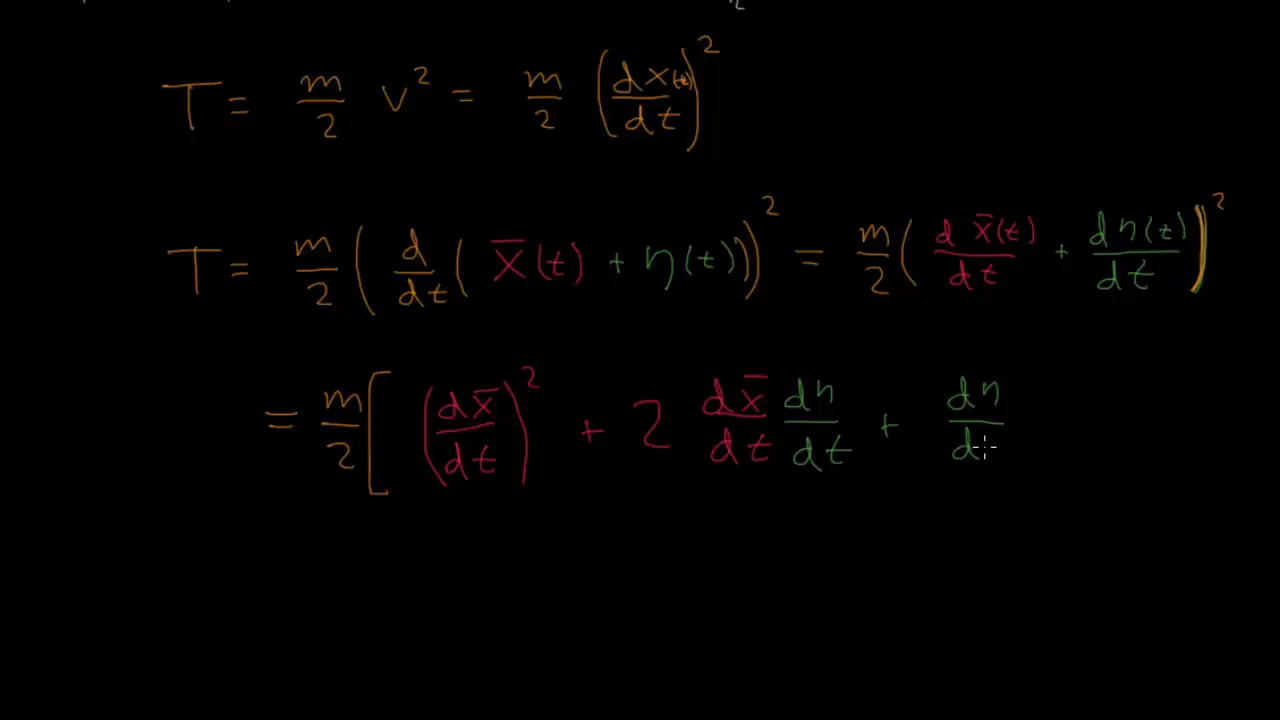 T = m/2 v² = m/2 (dx(t)/dt)²
T = m/2 (d/dt (x̄(t) + η(t)))² = m/2 (d x̄(t)/dt + dη(t)/dt)²
= m/2 [ (dx̄/dt)² + 2 dx̄/dt dη/dt + dη/d